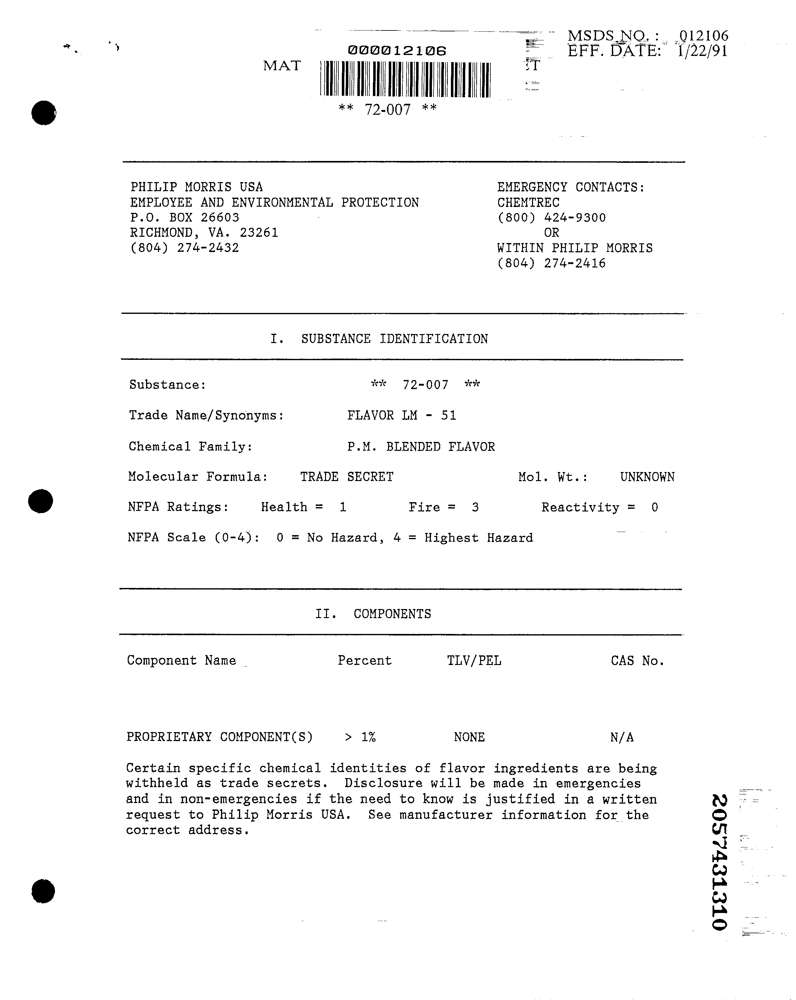 MSDS NO. : 012106
000012106
EFF. DATE: 1/22/91
MAT
** 72-007 **
PHILIP MORRIS USA
EMPLOYEE AND ENVIRONMENTAL PROTECTION
P.O. BOX 26603
RICHMOND, VA. 23261
(804) 274-2432
EMERGENCY CONTACTS:
CHEMTREC
(800) 424-9300
OR
WITHIN PHILIP MORRIS
(804) 274-2416
I. SUBSTANCE IDENTIFICATION
Substance: ** 72-007 **
Trade Name/Synonyms: FLAVOR LM - 51
Chemical Family: P.M. BLENDED FLAVOR
Molecular Formula: TRADE SECRET Mol. Wt.: UNKNOWN
NFPA Ratings: Health = 1 Fire = 3 Reactivity = 0
NFPA Scale (0-4): 0 = No Hazard, 4 = Highest Hazard
II. COMPONENTS
Component Name Percent TLV/PEL CAS No.
PROPRIETARY COMPONENT(S) > 1% NONE N/A
Certain specific chemical identities of flavor ingredients are being
withheld as trade secrets. Disclosure will be made in emergencies
and in non-emergencies if the need to know is justified in a written
request to Philip Morris USA. See manufacturer information for the
correct address.
2057431310